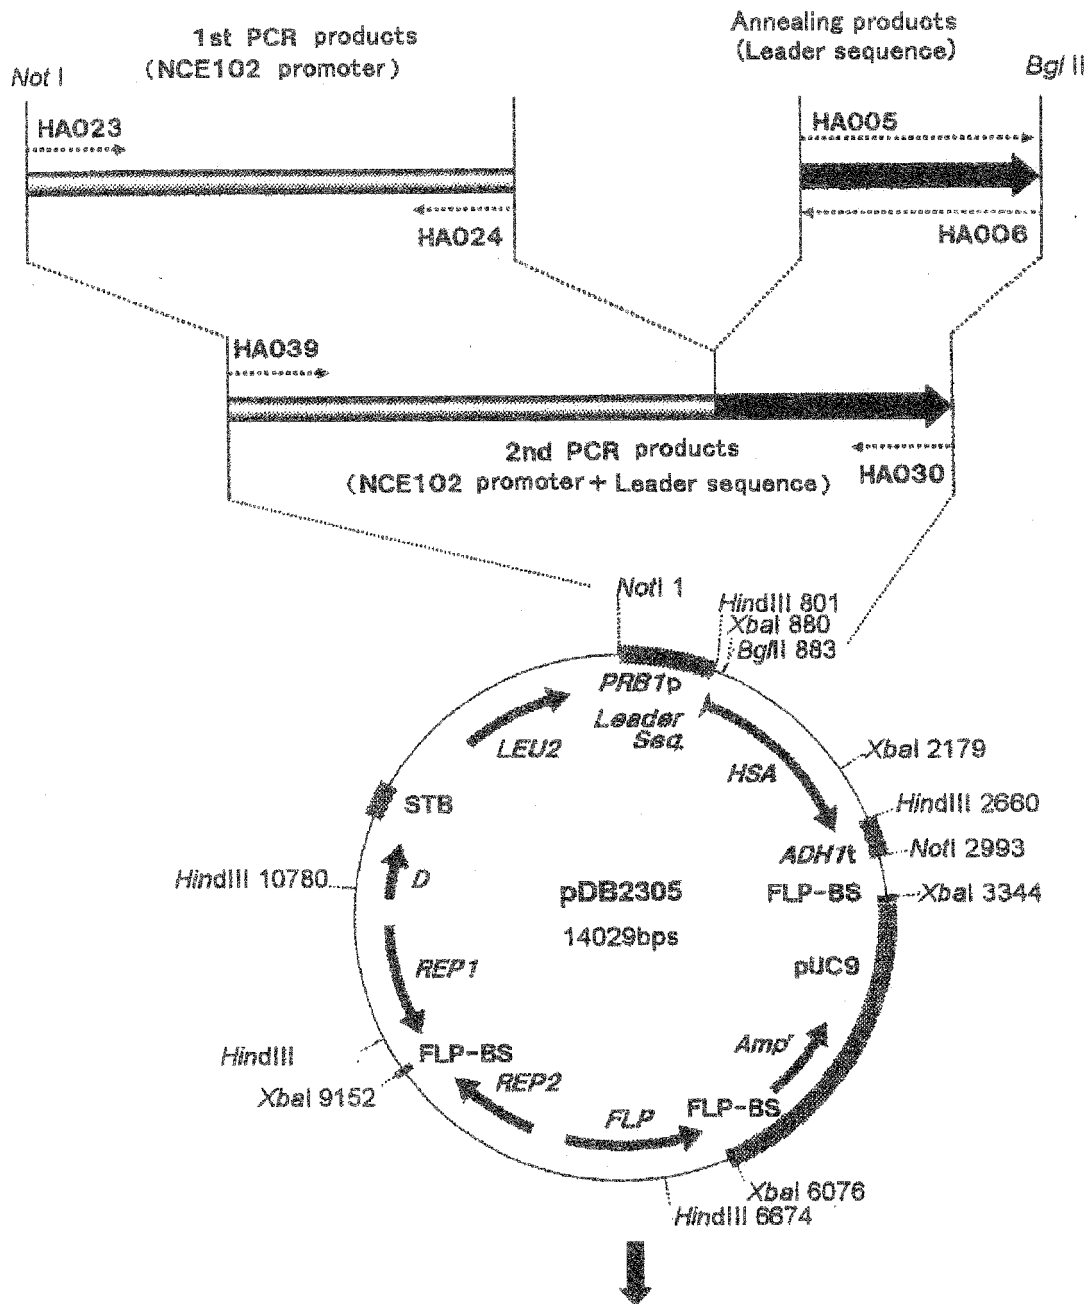 1st PCR products
(NCE102 promoter)
Annealing products
(Leader sequence)
Not I
Bgl II
HA023
HA005
HA024
HA006
HA039
2nd PCR products
(NCE102 promoter + Leader sequence)
HA030
NotI 1
HindIII 801
XbaI 880
BglII 883
PRB1p
Leader
Seq.
LEU2
HSA
XbaI 2179
STB
HindIII 2660
ADH1t
NotI 2993
HindIII 10780
D
pDB2305
FLP-BS
XbaI 3344
14029bps
REP1
pUC9
HindIII
FLP-BS
Ampr
XbaI 9152
REP2
FLP
FLP-BS
XbaI 6076
HindIII 6674